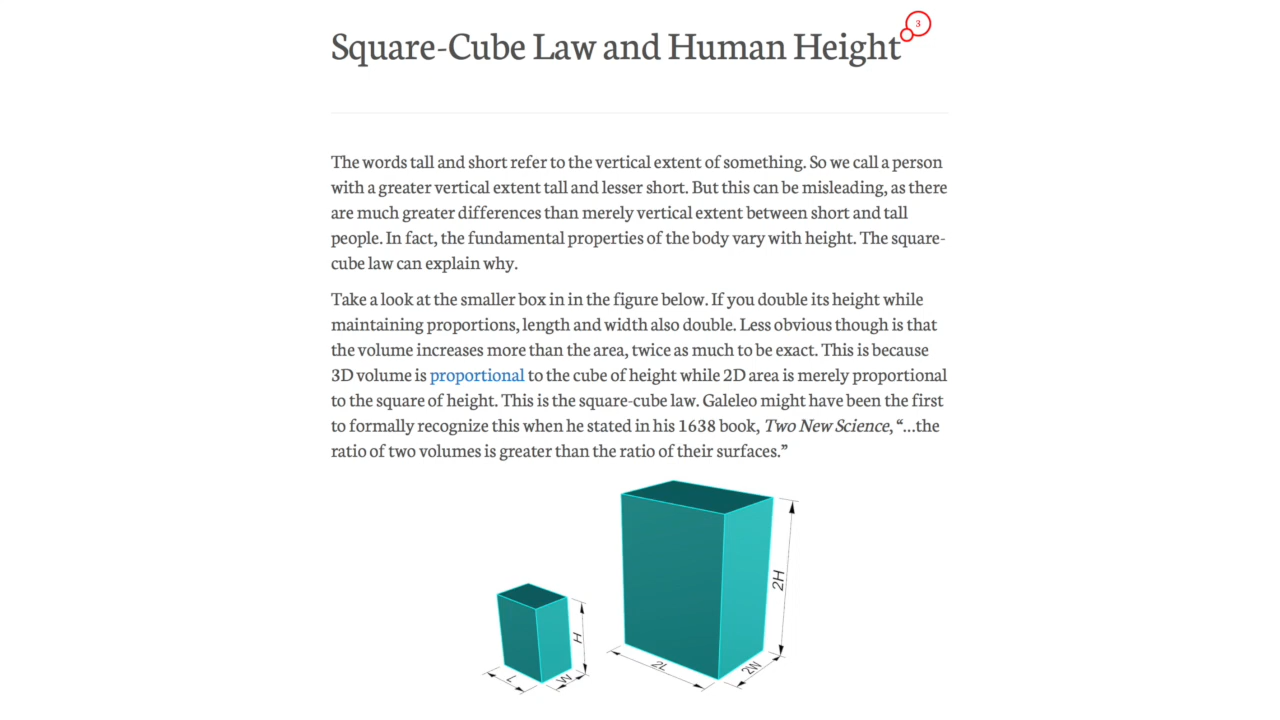 Square-Cube Law and Human Height
3
The words tall and short refer to the vertical extent of something. So we call a person
with a greater vertical extent tall and lesser short. But this can be misleading, as there
are much greater differences than merely vertical extent between short and tall
people. In fact, the fundamental properties of the body vary with height. The square-
cube law can explain why.
Take a look at the smaller box in in the figure below. If you double its height while
maintaining proportions, length and width also double. Less obvious though is that
the volume increases more than the area, twice as much to be exact. This is because
3D volume is proportional to the cube of height while 2D area is merely proportional
to the square of height. This is the square-cube law. Galeleo might have been the first
to formally recognize this when he stated in his 1638 book, Two New Science, “…the
ratio of two volumes is greater than the ratio of their surfaces.”
2H
H
L
W
2L
2W